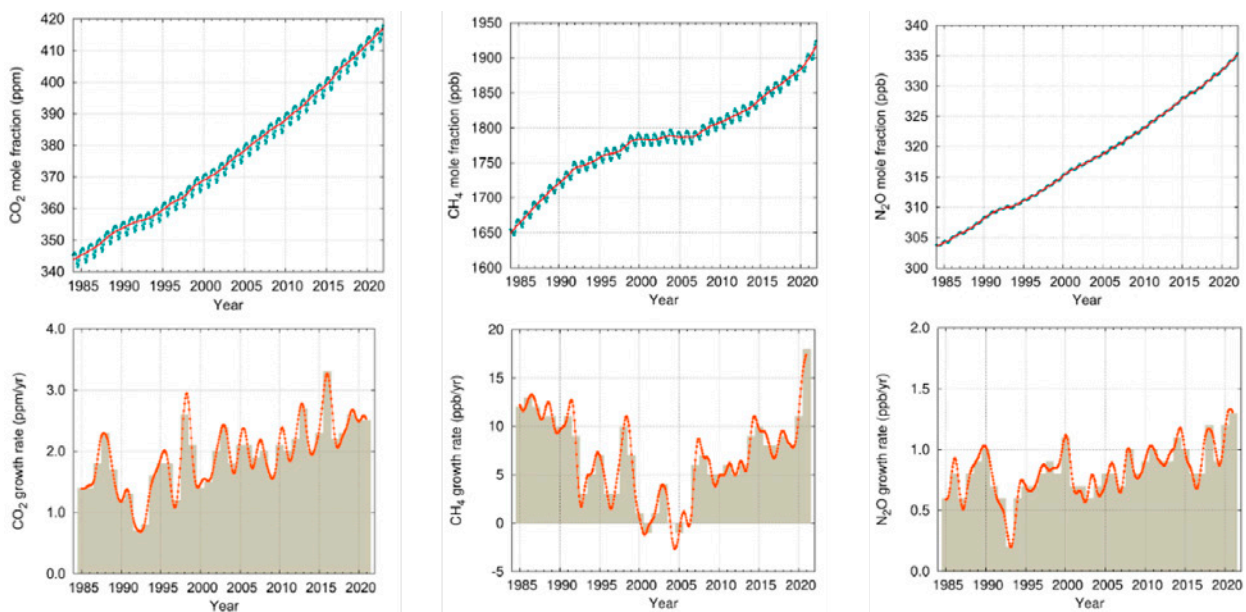 CO2 mole fraction (ppm)
420
410
400
390
380
370
360
350
340
1985 1990 1995 2000 2005 2010 2015 2020
Year
CH4 mole fraction (ppb)
1950
1900
1850
1800
1750
1700
1650
1600
1985 1990 1995 2000 2005 2010 2015 2020
Year
N2O mole fraction (ppb)
340
335
330
325
320
315
310
305
300
1985 1990 1995 2000 2005 2010 2015 2020
Year
CO2 growth rate (ppm/yr)
4.0
3.0
2.0
1.0
0.0
1985 1990 1995 2000 2005 2010 2015 2020
Year
CH4 growth rate (ppb/yr)
20
15
10
5
0
-5
1985 1990 1995 2000 2005 2010 2015 2020
Year
N2O growth rate (ppb/yr)
2.0
1.5
1.0
0.5
0.0
1985 1990 1995 2000 2005 2010 2015 2020
Year